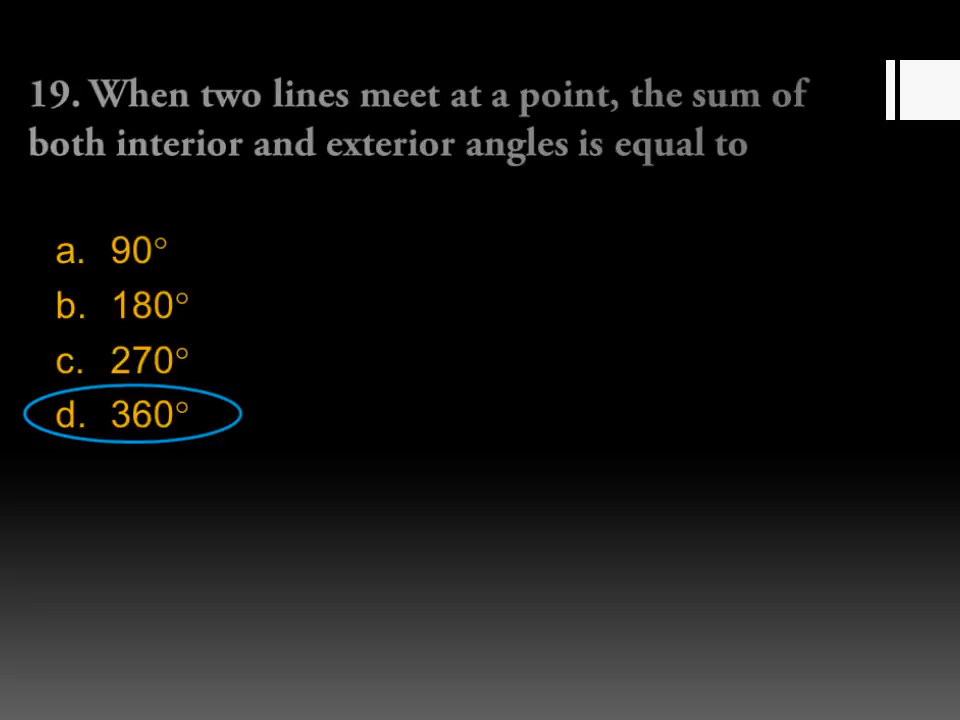 19. When two lines meet at a point, the sum of
both interior and exterior angles is equal to
a. 90°
b. 180°
c. 270°
d. 360°